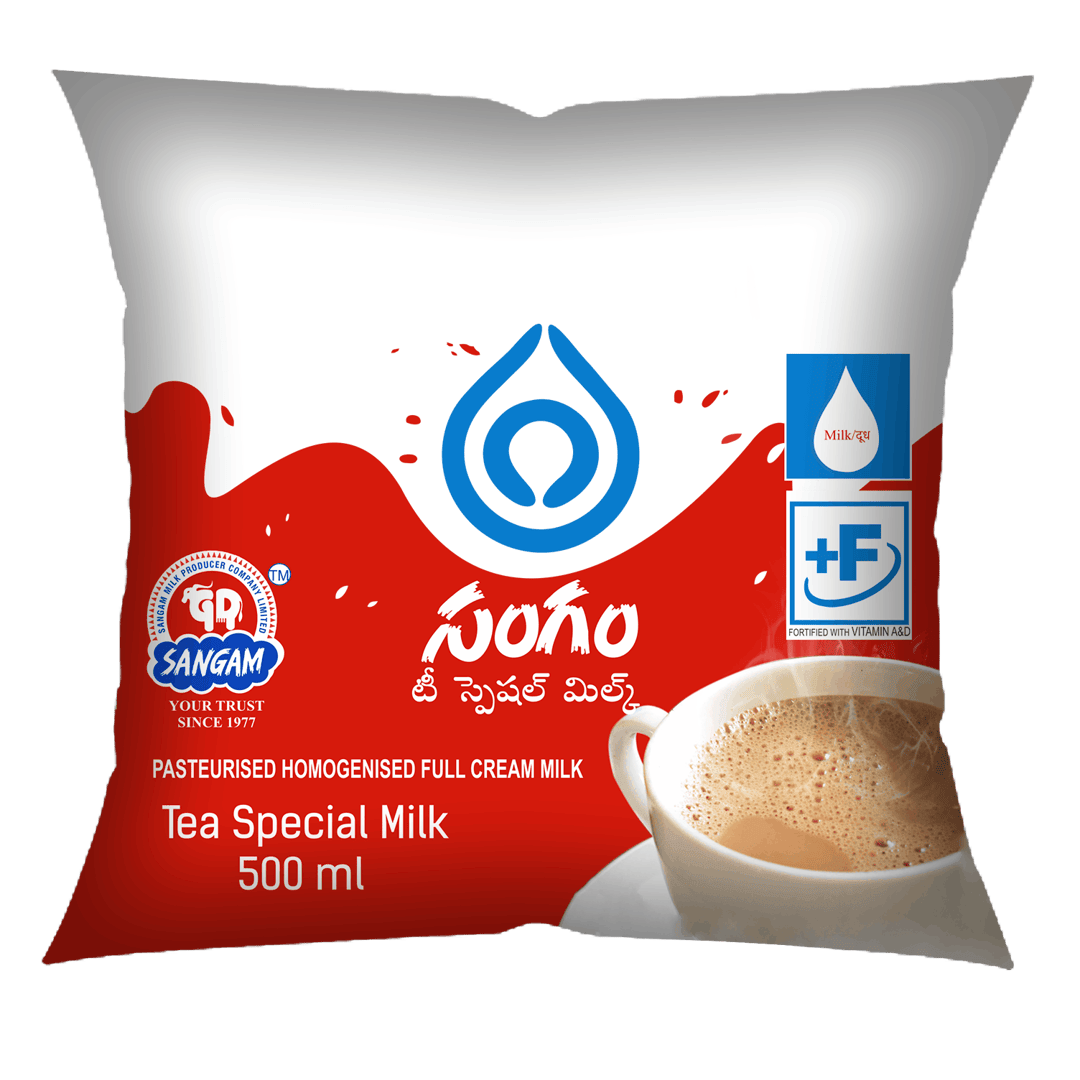 Milk/दूध
+F
FORTIFIED WITH VITAMIN A&D
SANGAM MILK PRODUCER COMPANY LIMITED
TM
SANGAM
YOUR TRUST
SINCE 1977
సంగం
టీ స్పెషల్ మిల్క్
PASTEURISED HOMOGENISED FULL CREAM MILK
Tea Special Milk
500 ml